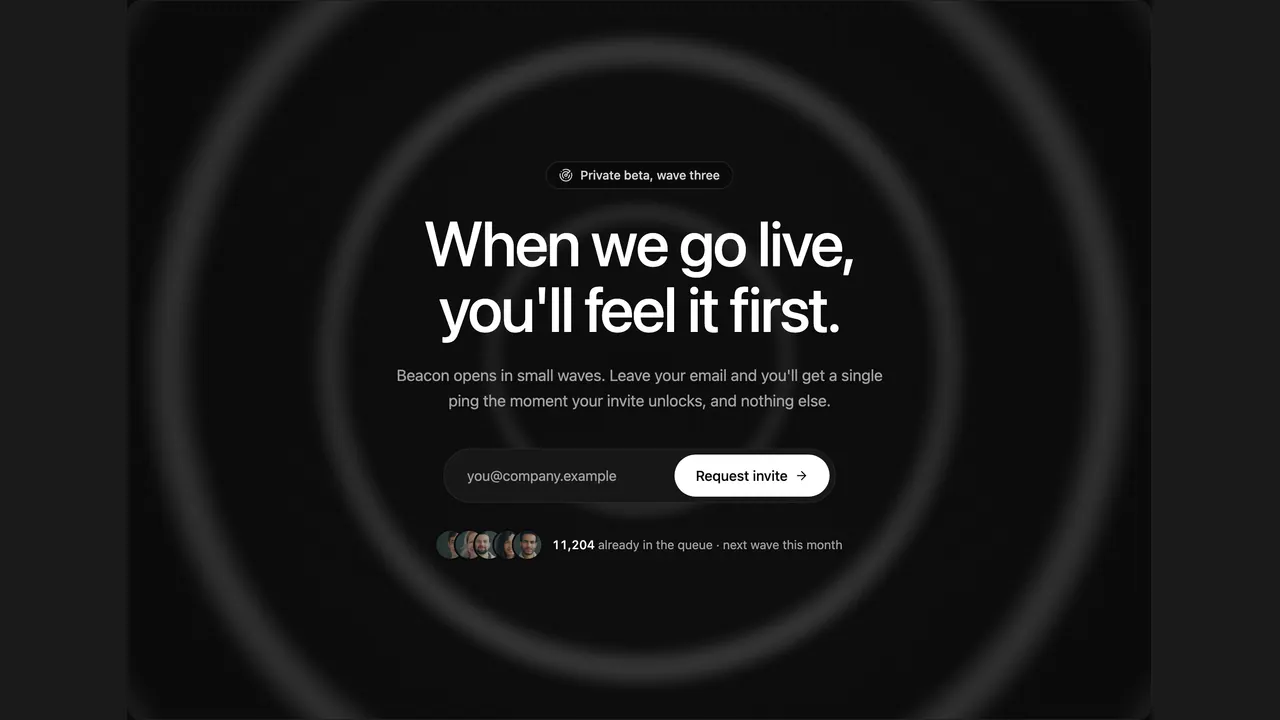 Private beta, wave three
When we go live,
you'll feel it first.
Beacon opens in small waves. Leave your email and you'll get a single
ping the moment your invite unlocks, and nothing else.
you@company.example
Request invite →
11,204 already in the queue · next wave this month